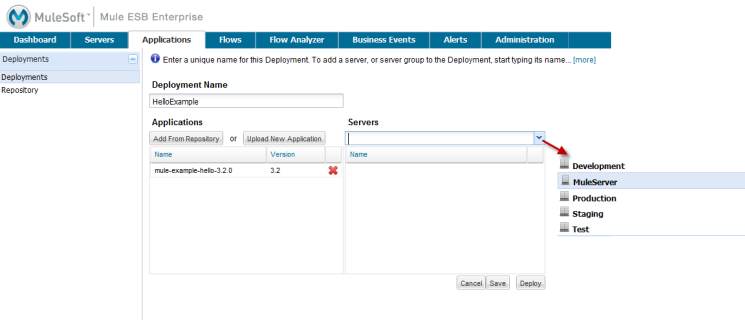 MuleSoft™ Mule ESB Enterprise
Dashboard Servers Applications Flows Flow Analyzer Business Events Alerts Administration
Deployments
Deployments
Repository
Enter a unique name for this Deployment. To add a server, or server group to the Deployment, start typing its name... [more]
Deployment Name
HelloExample
Applications
Add From Repository or Upload New Application
Name Version
mule-example-hello-3.2.0 3.2
Servers
Name
Development
MuleServer
Production
Staging
Test
Cancel Save Deploy